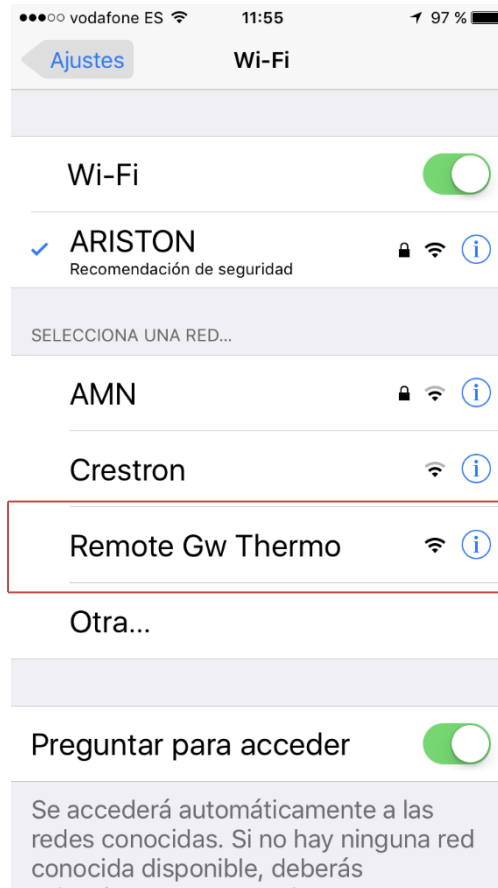 vodafone ES 11:55 97 %
Ajustes Wi-Fi
Wi-Fi
ARISTON
Recomendación de seguridad
SELECCIONA UNA RED...
AMN
Crestron
Remote Gw Thermo
Otra...
Preguntar para acceder
Se accederá automáticamente a las
redes conocidas. Si no hay ninguna red
conocida disponible, deberás